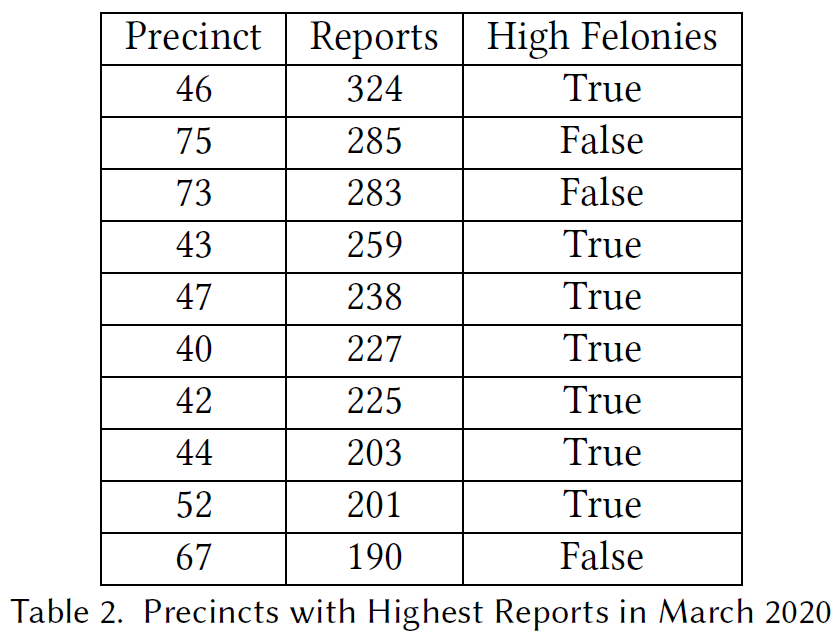 Precinct Reports High Felonies
46 324 True
75 285 False
73 283 False
43 259 True
47 238 True
40 227 True
42 225 True
44 203 True
52 201 True
67 190 False
Table 2. Precincts with Highest Reports in March 2020